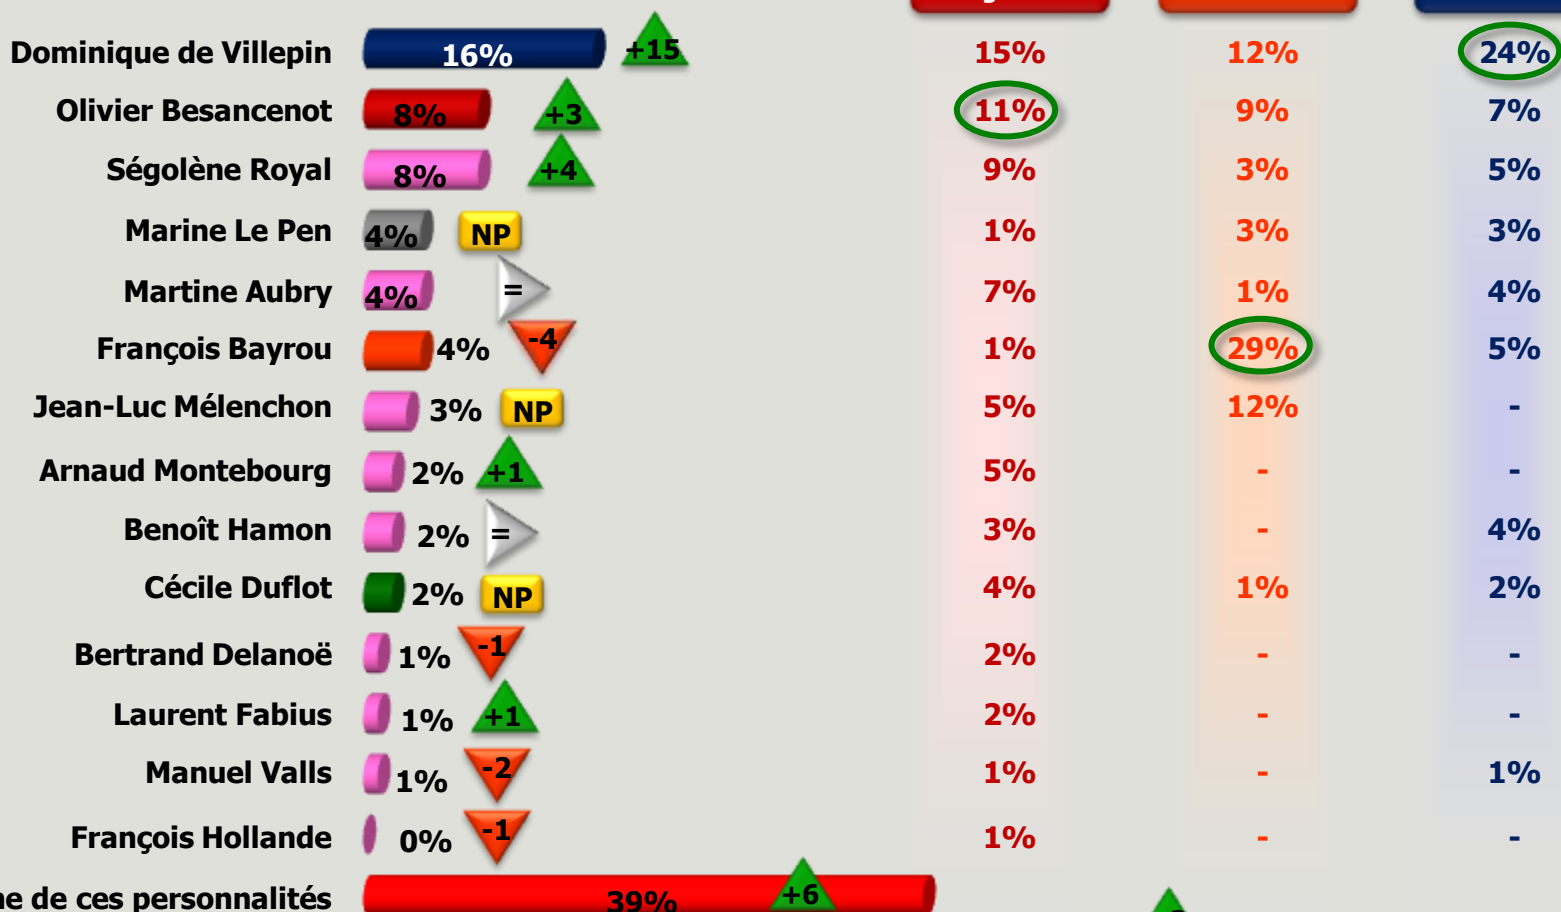 Dominique de Villepin 16% +15 15% 12% 24%
Olivier Besancenot 8% +3 11% 9% 7%
Ségolène Royal 8% +4 9% 3% 5%
Marine Le Pen 4% NP 1% 3% 3%
Martine Aubry 4% = 7% 1% 4%
François Bayrou 4% -4 1% 29% 5%
Jean-Luc Mélenchon 3% NP 5% 12% -
Arnaud Montebourg 2% +1 5% - -
Benoît Hamon 2% = 3% - 4%
Cécile Duflot 2% NP 4% 1% 2%
Bertrand Delanoë 1% -1 2% - -
Laurent Fabius 1% +1 2% - -
Manuel Valls 1% -2 1% - 1%
François Hollande 0% -1 1% - -
de ces personnalités 39% +6